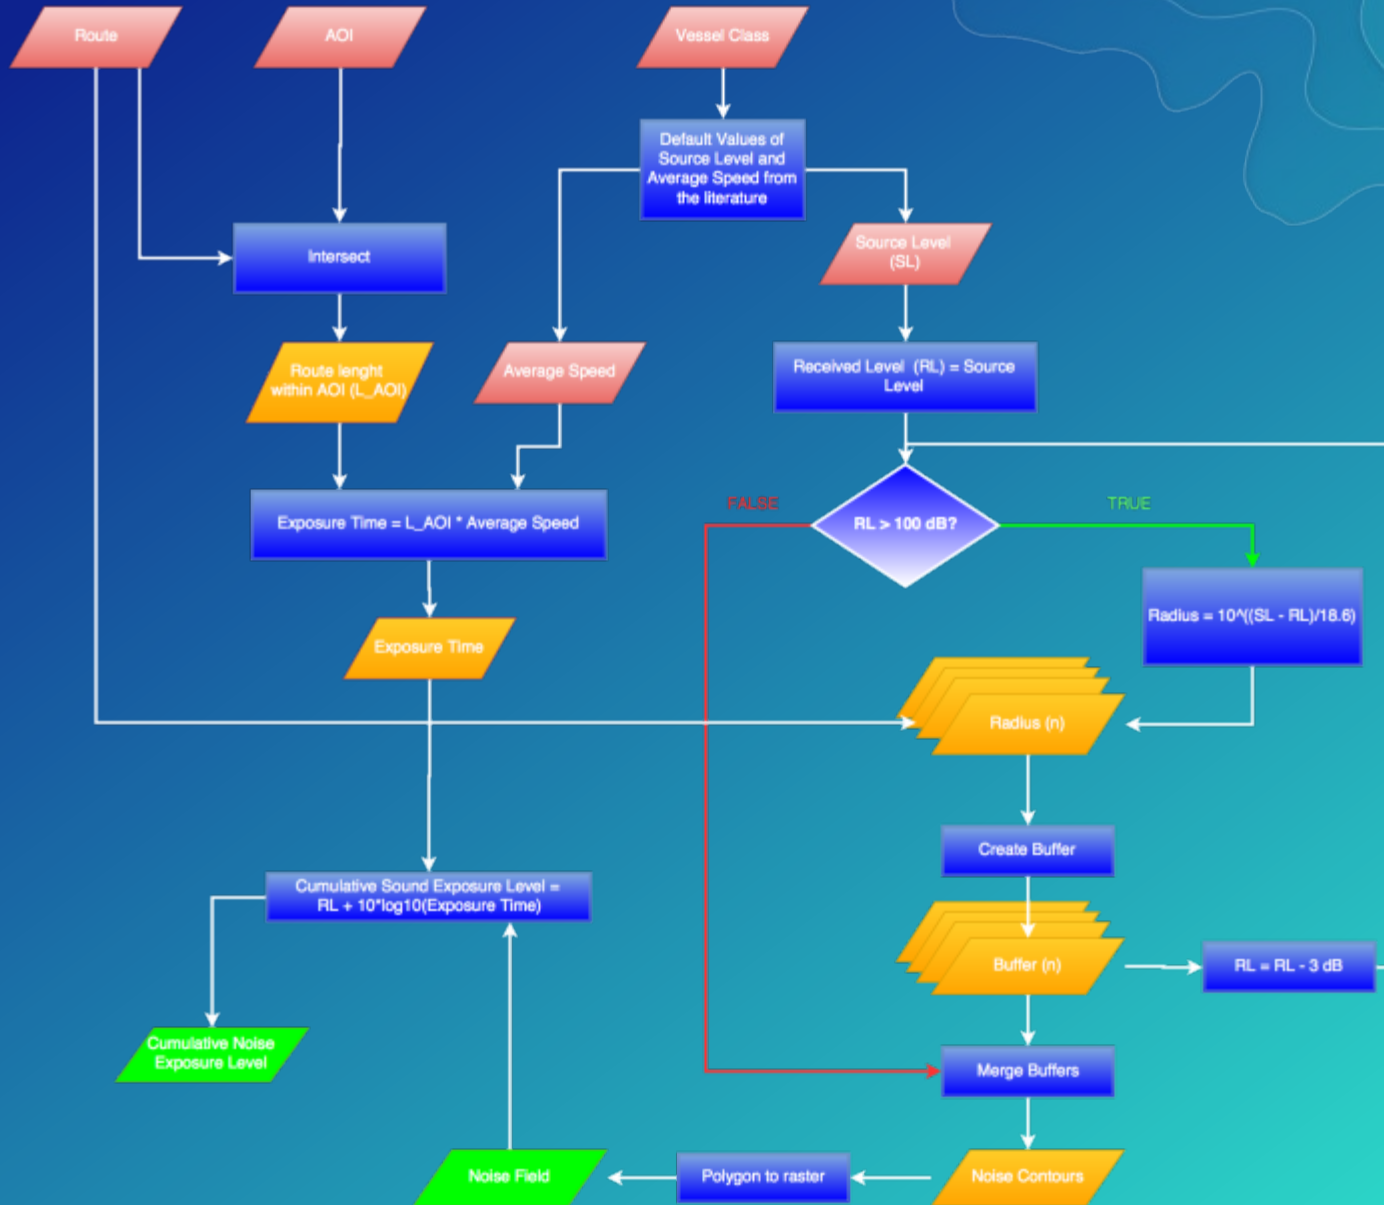 Route
AOI
Vessel Class
Default Values of
Source Level and
Average Speed from
the literature
Intersect
Source Level
(SL)
Route lenght
within AOI (L_AOI)
Average Speed
Received Level (RL) = Source
Level
Exposure Time = L_AOI * Average Speed
FALSE
RL > 100 dB?
TRUE
Radius = 10^((SL - RL)/18.6)
Exposure Time
Radius (n)
Create Buffer
Cumulative Sound Exposure Level =
RL + 10*log10(Exposure Time)
Buffer (n)
RL = RL - 3 dB
Cumulative Noise
Exposure Level
Merge Buffers
Noise Field
Polygon to raster
Noise Contours